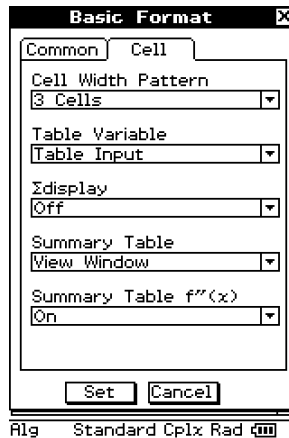 Basic Format X
Common Cell
Cell Width Pattern
3 Cells
Table Variable
Table Input
Σdisplay
Off
Summary Table
View Window
Summary Table f″(x)
On
Set Cancel
Alg Standard Cplx Rad